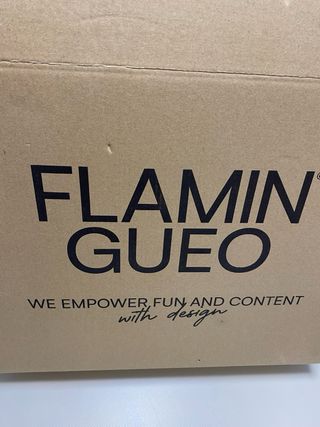 FLAMIN®
GUEO
WE EMPOWER FUN AND CONTENT
with design